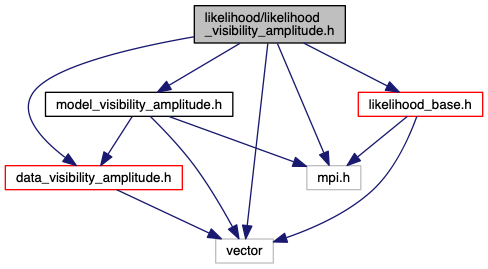 likelihood/likelihood
_visibility_amplitude.h
model_visibility_amplitude.h
likelihood_base.h
data_visibility_amplitude.h
mpi.h
vector